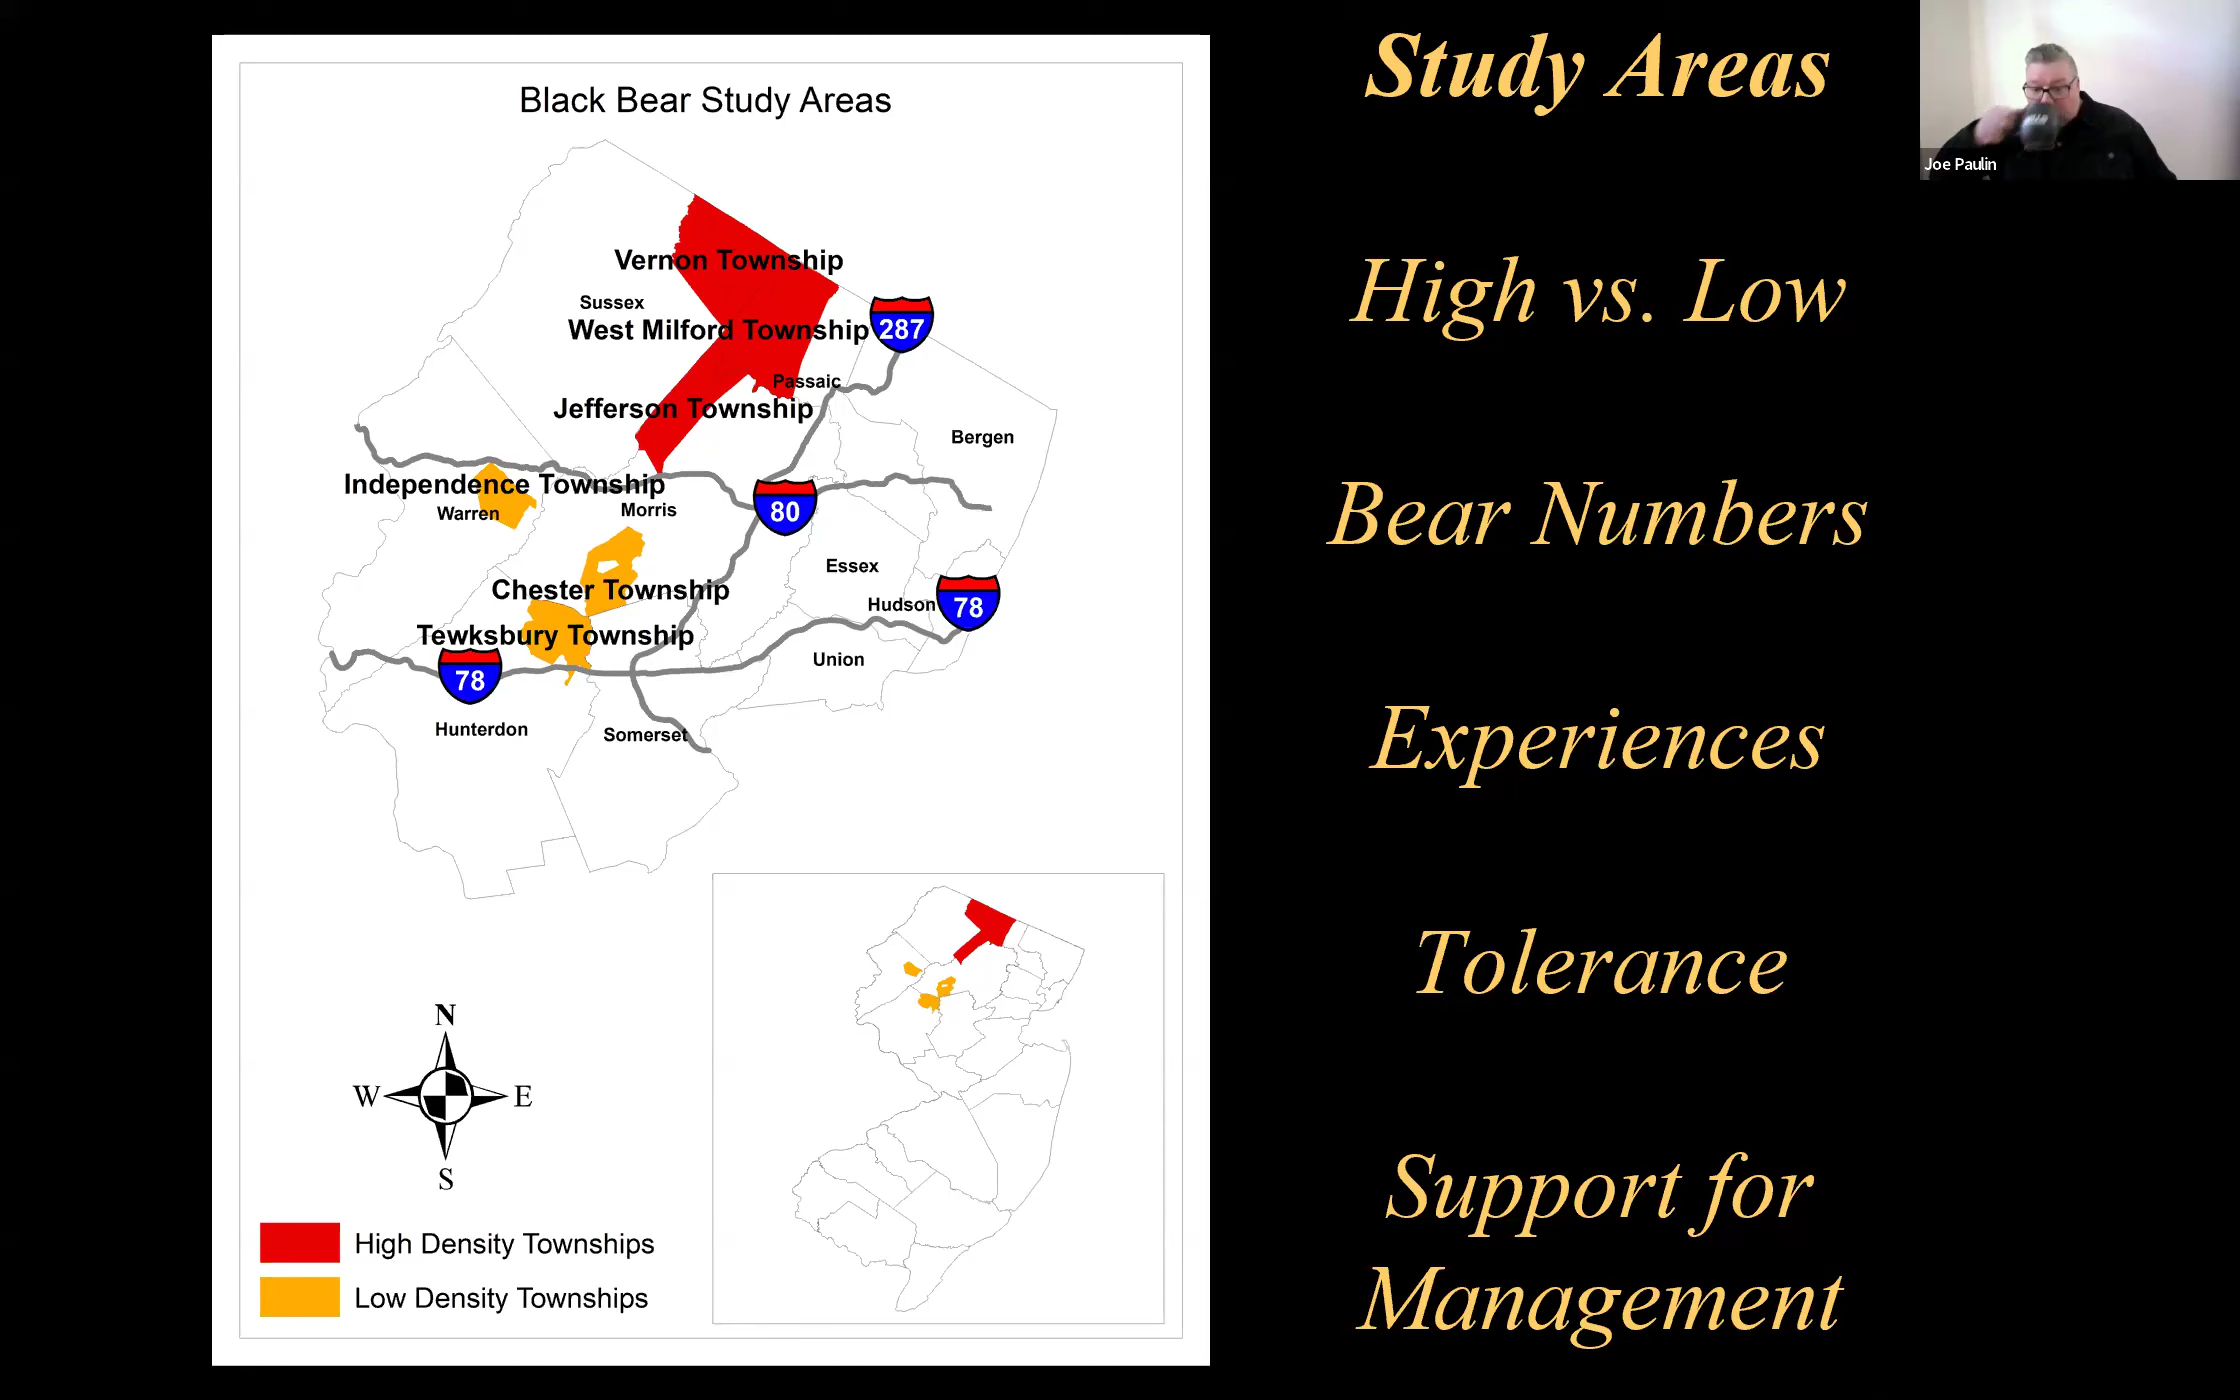 Black Bear Study Areas
Vernon Township
Sussex
West Milford Township
287
Passaic
Jefferson Township
Bergen
Independence Township
Warren
Morris
80
Essex
Chester Township
Hudson
78
Tewksbury Township
Union
78
Hunterdon
Somerset
N
W
E
S
High Density Townships
Low Density Townships
Study Areas
High vs. Low
Bear Numbers
Experiences
Tolerance
Support for
Management
Joe Paulin